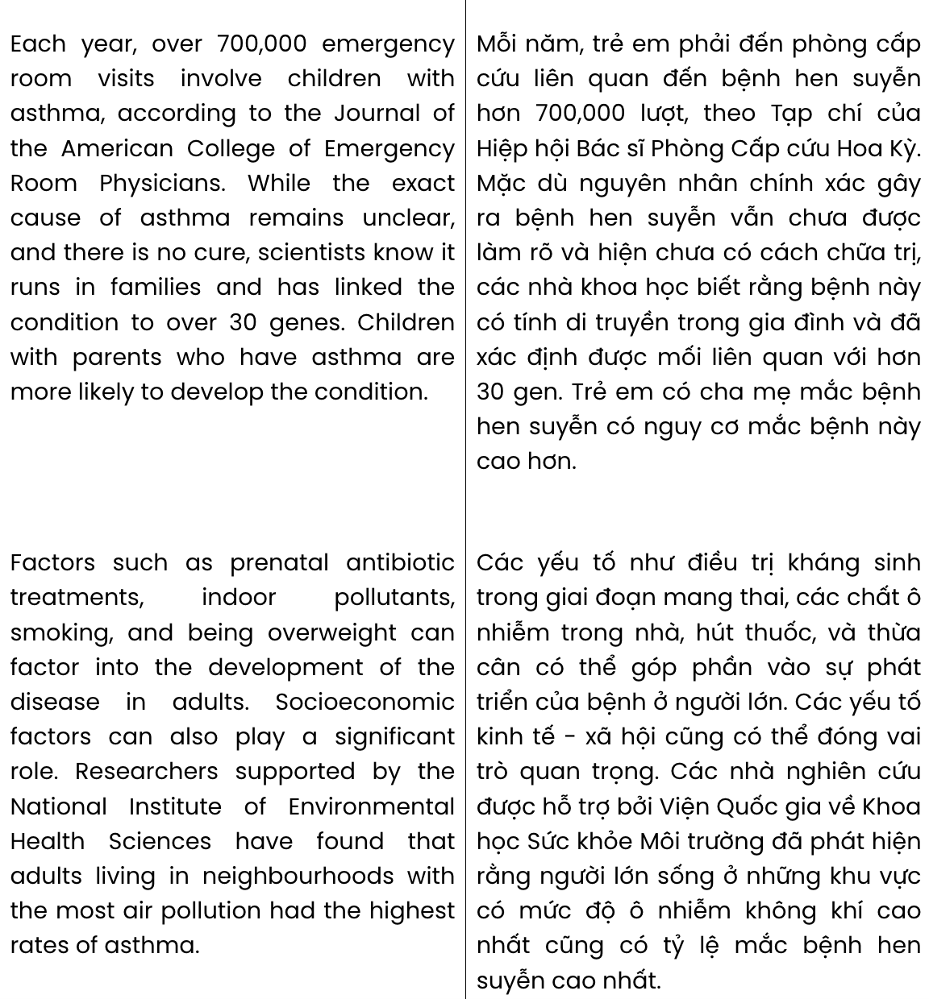 Each year, over 700,000 emergency
room visits involve children with
asthma, according to the Journal of
the American College of Emergency
Room Physicians. While the exact
cause of asthma remains unclear,
and there is no cure, scientists know it
runs in families and has linked the
condition to over 30 genes. Children
with parents who have asthma are
more likely to develop the condition.
Mỗi năm, trẻ em phải đến phòng cấp
cứu liên quan đến bệnh hen suyễn
hơn 700,000 lượt, theo Tạp chí của
Hiệp hội Bác sĩ Phòng Cấp cứu Hoa Kỳ.
Mặc dù nguyên nhân chính xác gây
ra bệnh hen suyễn vẫn chưa được
làm rõ và hiện chưa có cách chữa trị,
các nhà khoa học biết rằng bệnh này
có tính di truyền trong gia đình và đã
xác định được mối liên quan với hơn
30 gen. Trẻ em có cha mẹ mắc bệnh
hen suyễn có nguy cơ mắc bệnh này
cao hơn.
Factors such as prenatal antibiotic
treatments, indoor pollutants,
smoking, and being overweight can
factor into the development of the
disease in adults. Socioeconomic
factors can also play a significant
role. Researchers supported by the
National Institute of Environmental
Health Sciences have found that
adults living in neighbourhoods with
the most air pollution had the highest
rates of asthma.
Các yếu tố như điều trị kháng sinh
trong giai đoạn mang thai, các chất ô
nhiễm trong nhà, hút thuốc, và thừa
cân có thể góp phần vào sự phát
triển của bệnh ở người lớn. Các yếu tố
kinh tế - xã hội cũng có thể đóng vai
trò quan trọng. Các nhà nghiên cứu
được hỗ trợ bởi Viện Quốc gia về Khoa
học Sức khỏe Môi trường đã phát hiện
rằng người lớn sống ở những khu vực
có mức độ ô nhiễm không khí cao
nhất cũng có tỷ lệ mắc bệnh hen
suyễn cao nhất.